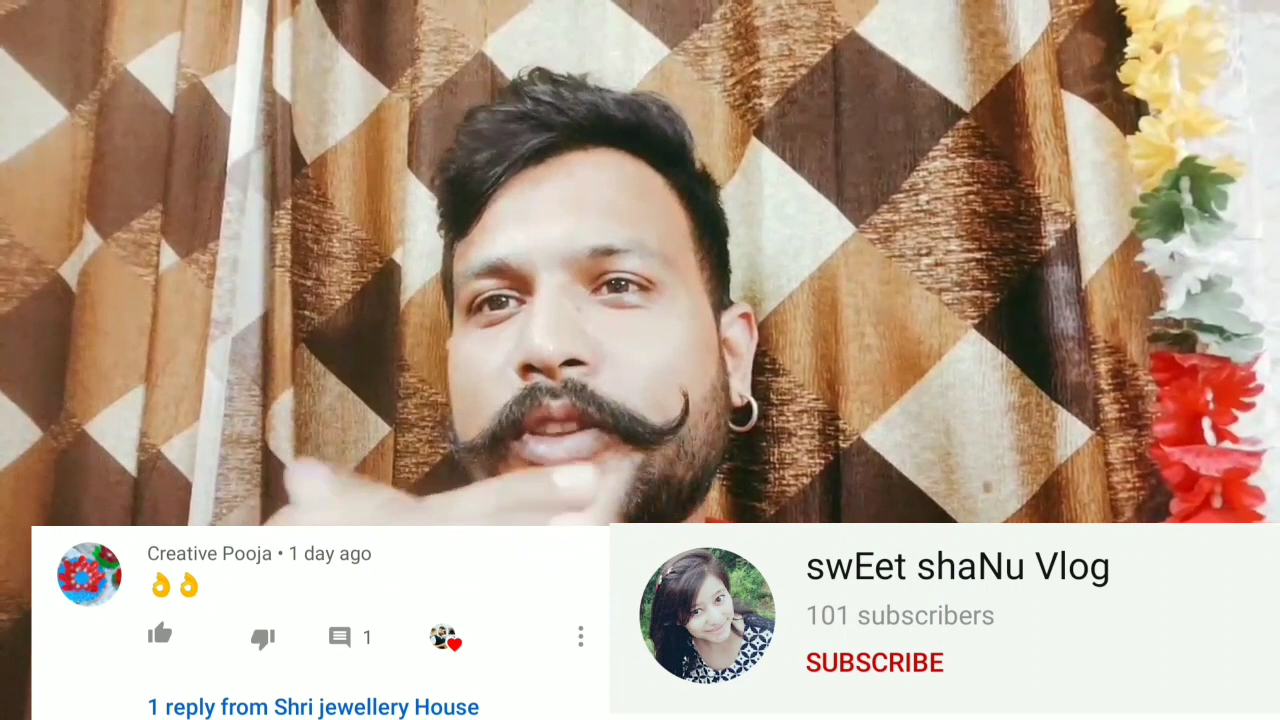 Creative Pooja • 1 day ago
👌👌
1
1 reply from Shri jewellery House
swEet shaNu Vlog
101 subscribers
SUBSCRIBE